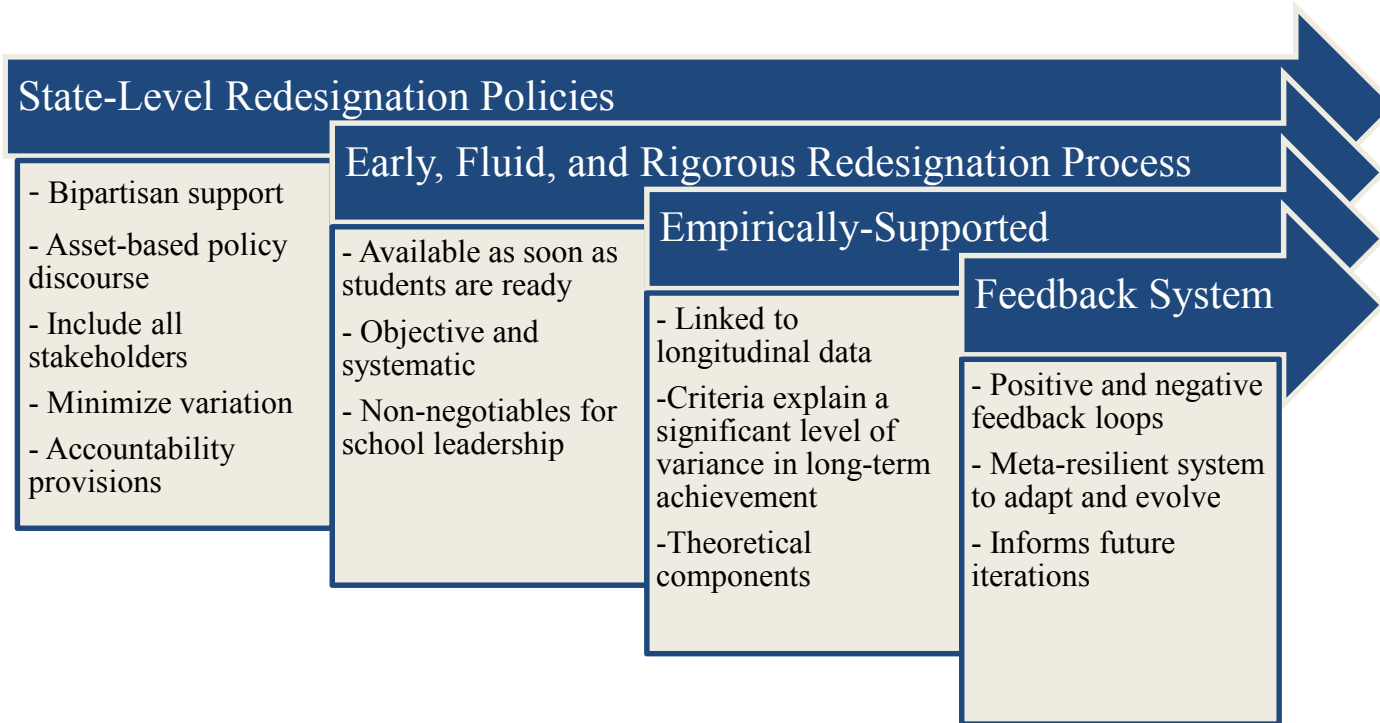 State-Level Redesignation Policies
- Bipartisan support
- Asset-based policy
discourse
- Include all
stakeholders
- Minimize variation
- Accountability
provisions
Early, Fluid, and Rigorous Redesignation Process
- Available as soon as
students are ready
- Objective and
systematic
- Non-negotiables for
school leadership
Empirically-Supported
- Linked to
longitudinal data
-Criteria explain a
significant level of
variance in long-term
achievement
-Theoretical
components
Feedback System
- Positive and negative
feedback loops
- Meta-resilient system
to adapt and evolve
- Informs future
iterations